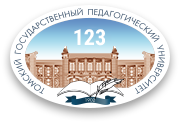 ТОМСКИЙ ГОСУДАРСТВЕННЫЙ ПЕДАГОГИЧЕСКИЙ УНИВЕРСИТЕТ
123